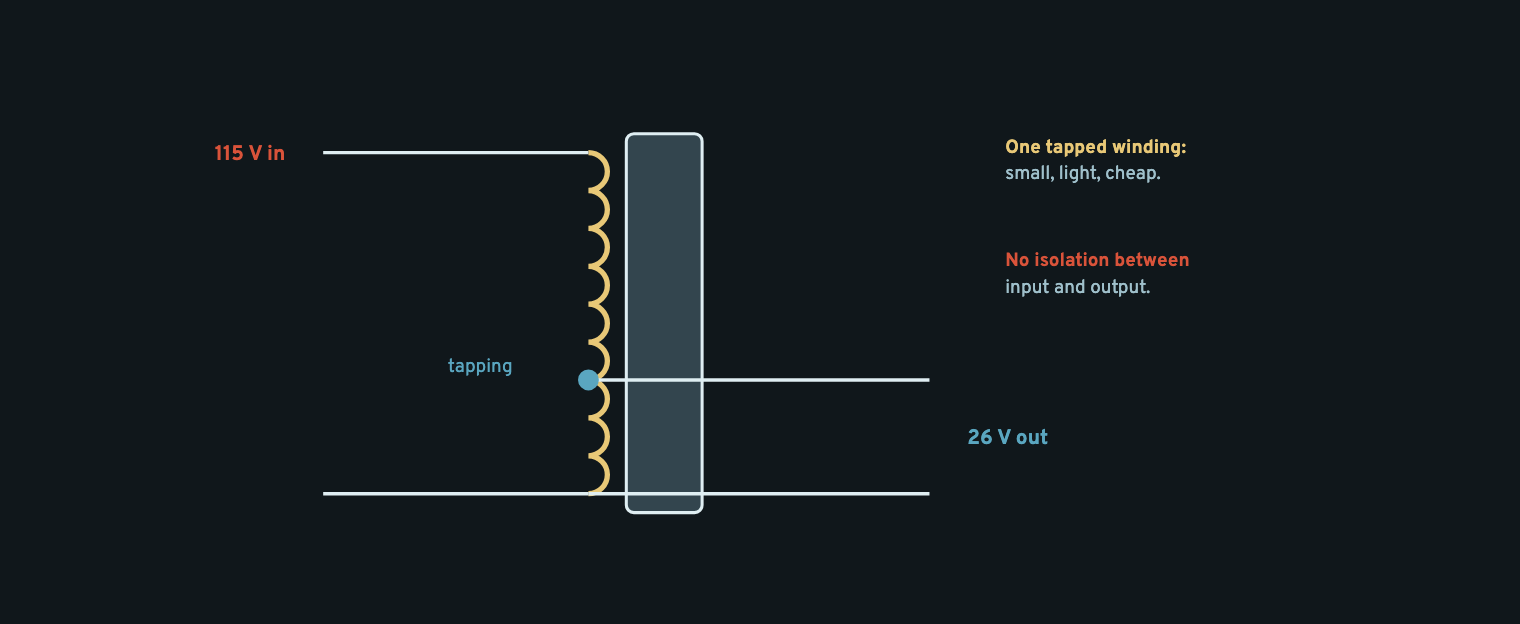 115 V in
One tapped winding:
small, light, cheap.
No isolation between
input and output.
tapping
26 V out